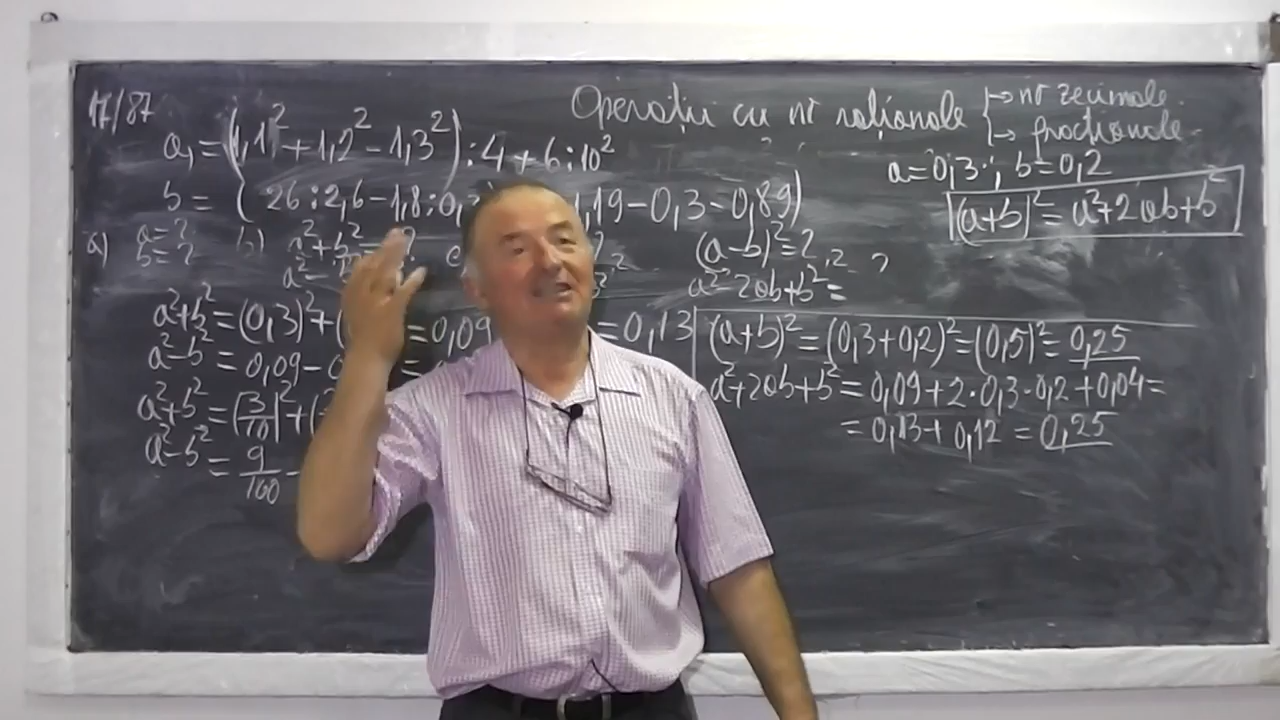 17/87
Operații cu nr raționale → nr zecimale
→ fracționale
a₁ = (1,1² + 1,2² - 1,3²) : 4 + 6 : 10²
a = 0,3 ; b = 0,2
b = ( 26 : 2,6 - 1,8 : 0, 1,19 - 0,3 - 0,89)
(a+b)² = a² + 2ab + b²
a) a = ?
b = ?
b) a² + b² = ?
a² -
(a-b)² = ?
a² 2ab + b² =
a² + b² = (0,3)² + ( = 0,09 = 0,13
a² - b² = 0,09 - 0 =
a² + b² = (3/10)² + (
a² - b² = 9/100 -
(a+b)² = (0,3 + 0,2)² = (0,5)² = 0,25
a² + 2ab + b² = 0,09 + 2 · 0,3 · 0,2 + 0,04 =
= 0,13 + 0,12 = 0,25